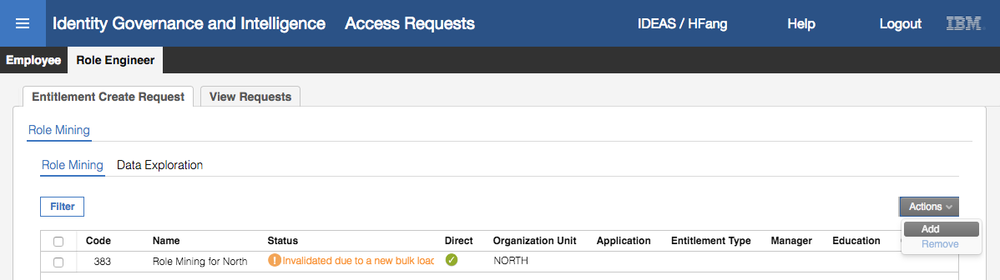 Identity Governance and Intelligence Access Requests IDEAS / HFang Help Logout IBM
Employee Role Engineer
Entitlement Create Request View Requests
Role Mining
Role Mining Data Exploration
Filter Actions
Add
Remove
Code Name Status Direct Organization Unit Application Entitlement Type Manager Education
383 Role Mining for North Invalidated due to a new bulk load NORTH